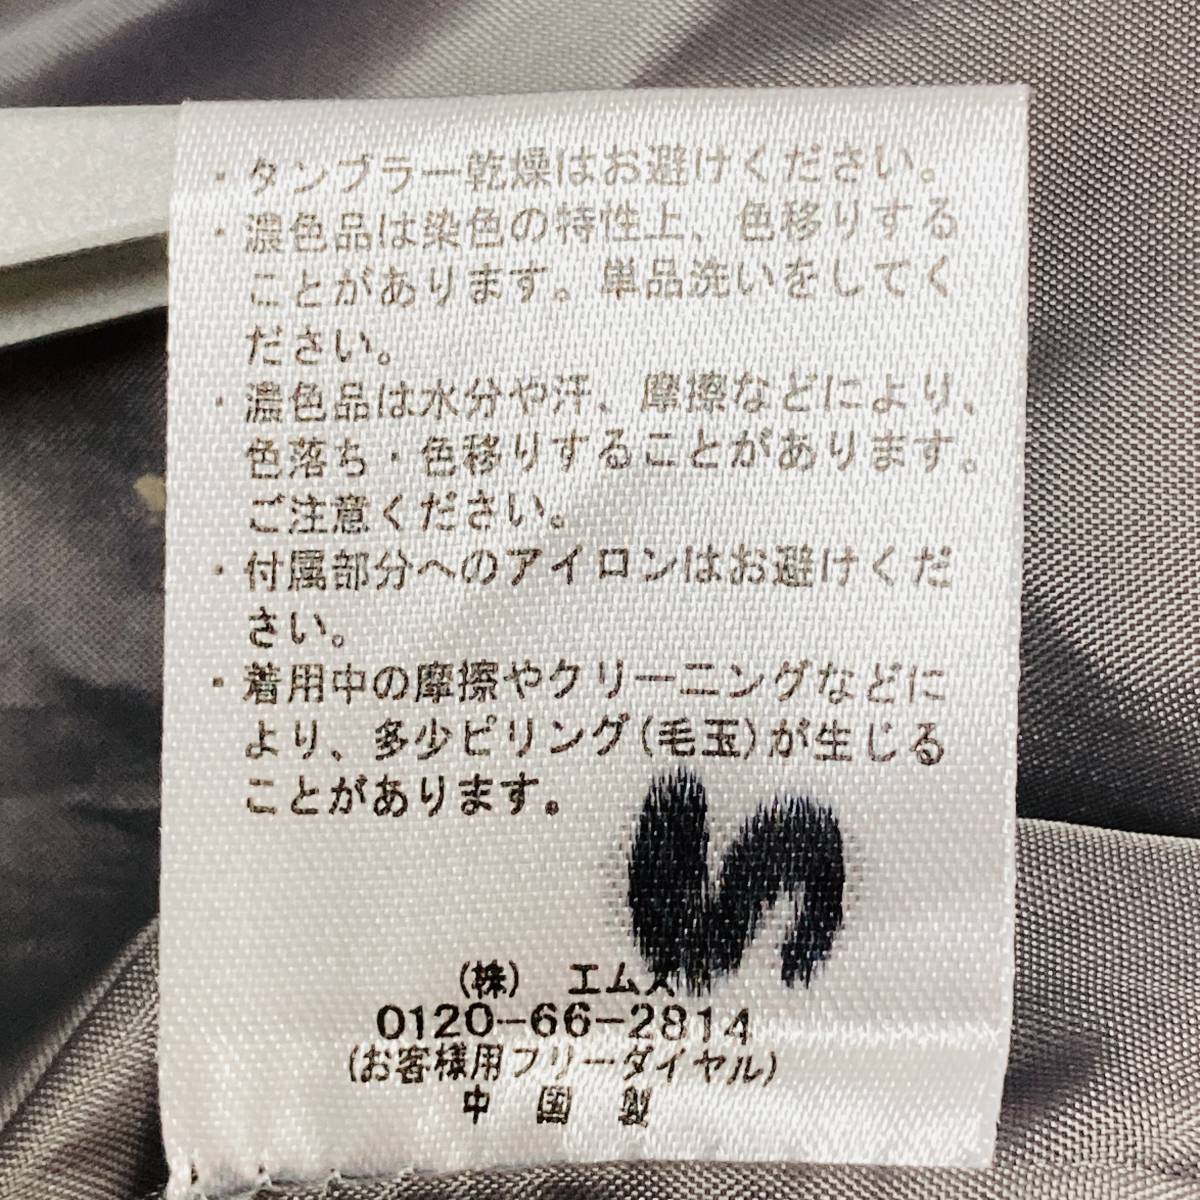 ・タンブラー乾燥はお避けください。
・濃色品は染色の特性上、色移りする
ことがあります。単品洗いをしてく
ださい。
・濃色品は水分や汗、摩擦などにより、
色落ち・色移りすることがあります。
ご注意ください。
・付属部分へのアイロンはお避けくだ
さい。
・着用中の摩擦やクリーニングなどに
より、多少ピリング(毛玉)が生じる
ことがあります。
S
(株) エムズ
0120-66-2814
(お客様用フリーダイヤル)
中国製